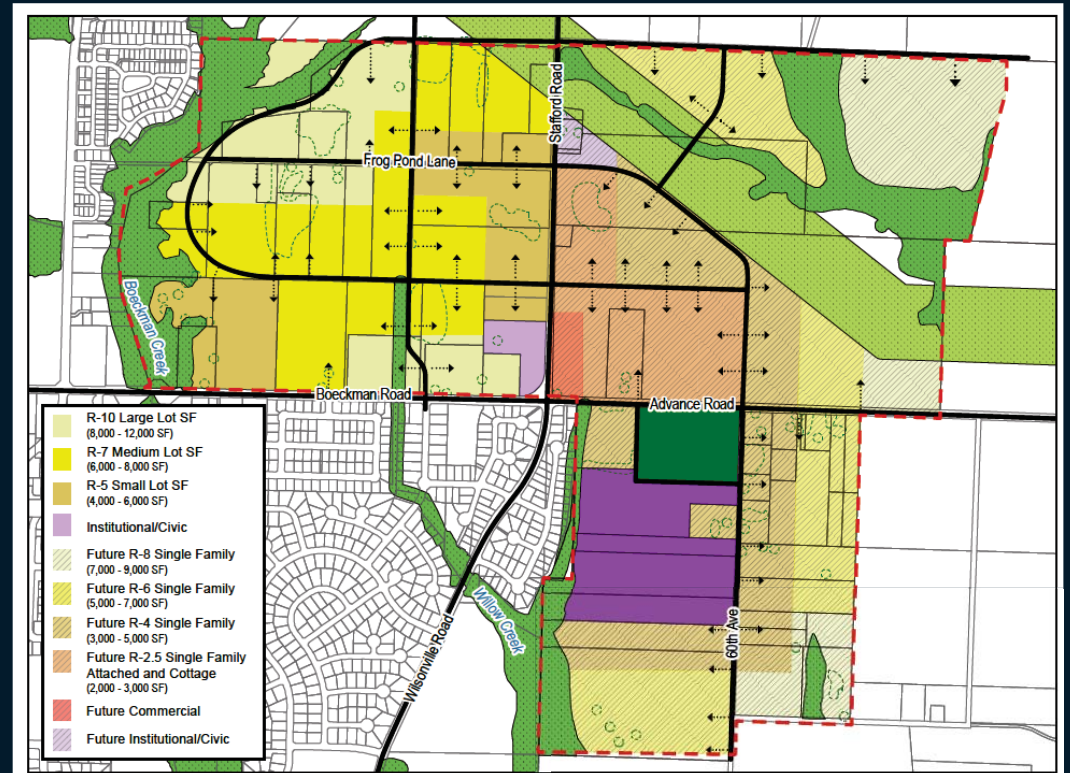 Stafford Road
Frog Pond Lane
Boeckman Creek
Boeckman Road
Advance Road
Willow Creek
Wilsonville Road
60th Ave
R-10 Large Lot SF
(8,000 - 12,000 SF)
R-7 Medium Lot SF
(6,000 - 8,000 SF)
R-5 Small Lot SF
(4,000 - 6,000 SF)
Institutional/Civic
Future R-8 Single Family
(7,000 - 9,000 SF)
Future R-6 Single Family
(5,000 - 7,000 SF)
Future R-4 Single Family
(3,000 - 5,000 SF)
Future R-2.5 Single Family
Attached and Cottage
(2,000 - 3,000 SF)
Future Commercial
Future Institutional/Civic